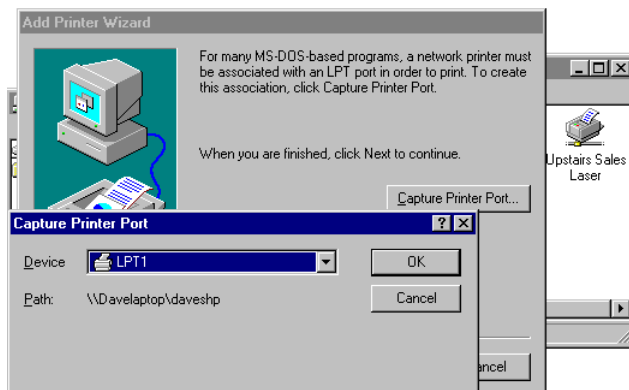 Add Printer Wizard
For many MS-DOS-based programs, a network printer must
be associated with an LPT port in order to print. To create
this association, click Capture Printer Port.
When you are finished, click Next to continue.
Capture Printer Port...
Upstairs Sales
Laser
Capture Printer Port
Device
LPT1
OK
Path:
\\Davelaptop\daveshp
Cancel
ancel